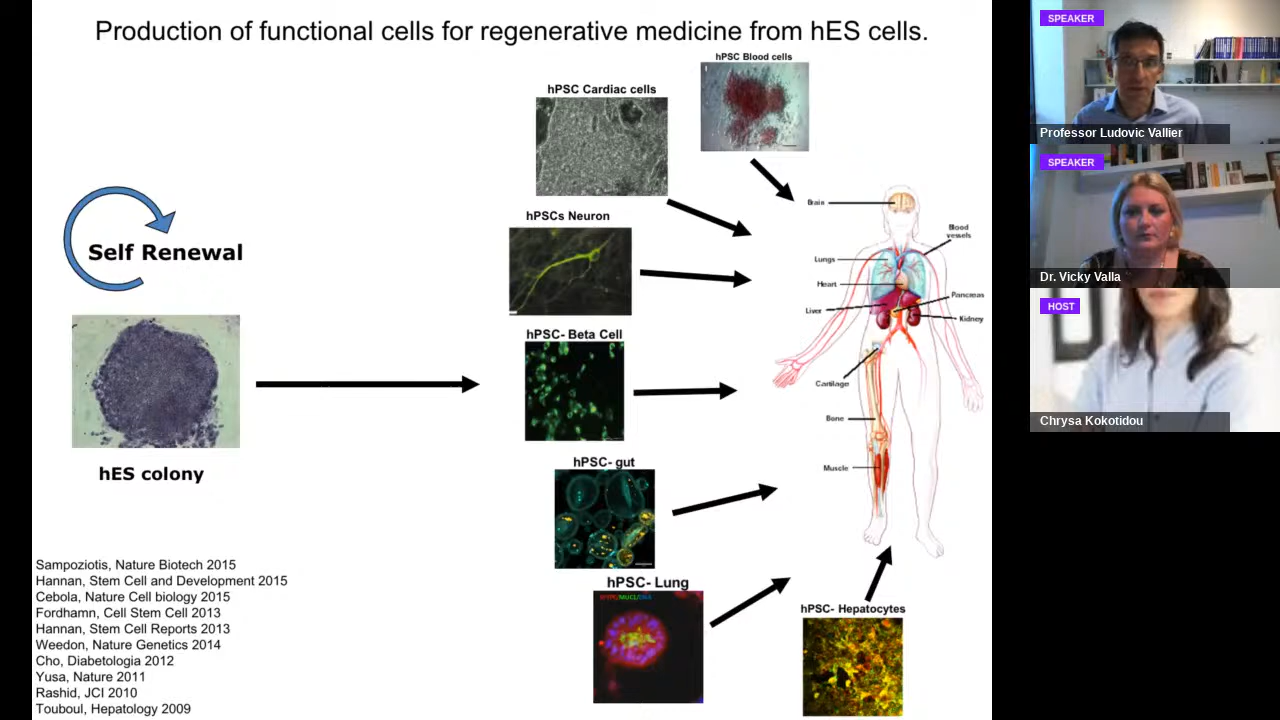 Production of functional cells for regenerative medicine from hES cells.
hPSC Blood cells
hPSC Cardiac cells
hPSCs Neuron
hPSC- Beta Cell
hPSC- gut
hPSC- Lung
MUC1/DNA
hPSC- Hepatocytes
Self Renewal
hES colony
Brain
Blood
vessels
Lungs
Heart
Pancreas
Liver
Kidney
Cartilage
Bone
Muscle
Sampoziotis, Nature Biotech 2015
Hannan, Stem Cell and Development 2015
Cebola, Nature Cell biology 2015
Fordhamn, Cell Stem Cell 2013
Hannan, Stem Cell Reports 2013
Weedon, Nature Genetics 2014
Cho, Diabetologia 2012
Yusa, Nature 2011
Rashid, JCI 2010
Touboul, Hepatology 2009
SPEAKER
Professor Ludovic Vallier
SPEAKER
Dr. Vicky Valla
HOST
Chrysa Kokotidou